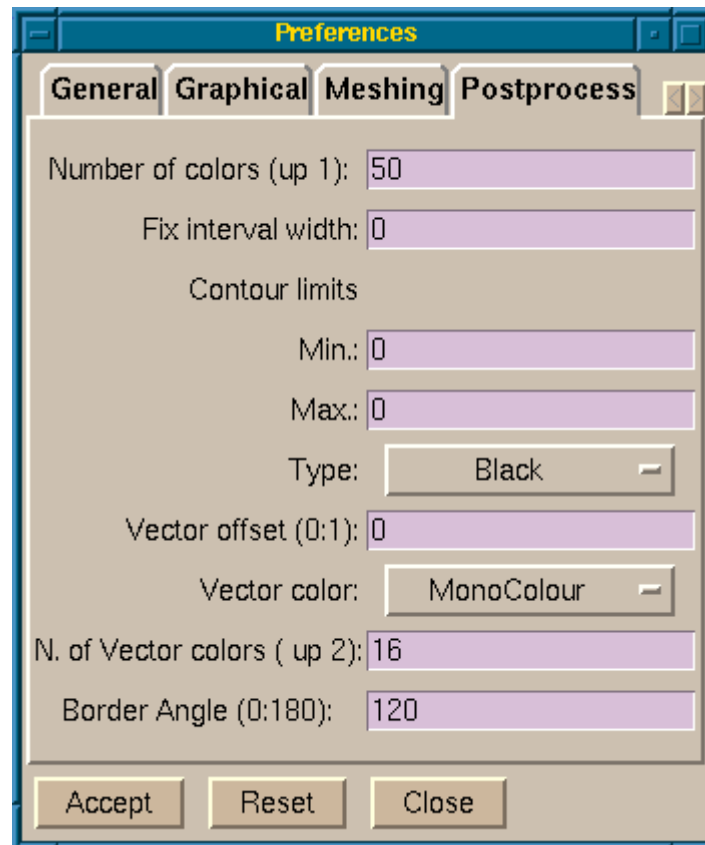 Preferences
General Graphical Meshing Postprocess
Number of colors (up 1): 50
Fix interval width: 0
Contour limits
Min.: 0
Max.: 0
Type: Black
Vector offset (0:1): 0
Vector color: MonoColour
N. of Vector colors ( up 2): 16
Border Angle (0:180): 120
Accept Reset Close